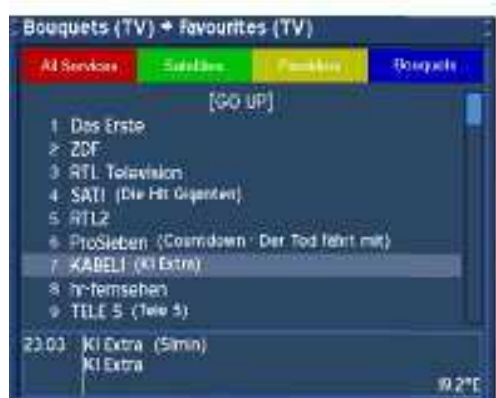 Bouquets (TV) → Favourites (TV)
All Services Satellites Providers Bouquets
[GO UP]
1 Das Erste
2 ZDF
3 RTL Television
4 SAT1 (Die Hit Giganten)
5 RTL2
6 ProSieben (Countdown - Der Tod fährt mit)
7 KABEL1 (K1 Extra)
8 hr-fernsehen
9 TELE 5 (Tele 5)
23:03 K1 Extra (51min)
K1 Extra
19.2°E